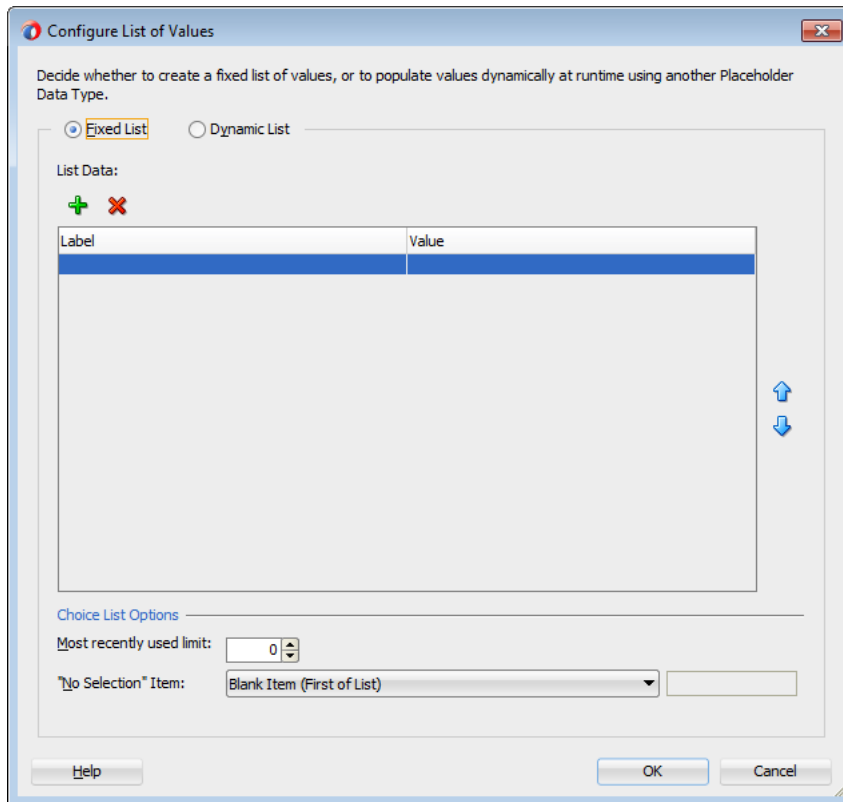 Configure List of Values
Decide whether to create a fixed list of values, or to populate values dynamically at runtime using another Placeholder
Data Type.
Fixed List Dynamic List
List Data:
Label Value
Choice List Options
Most recently used limit: 0
"No Selection" Item: Blank Item (First of List)
Help OK Cancel